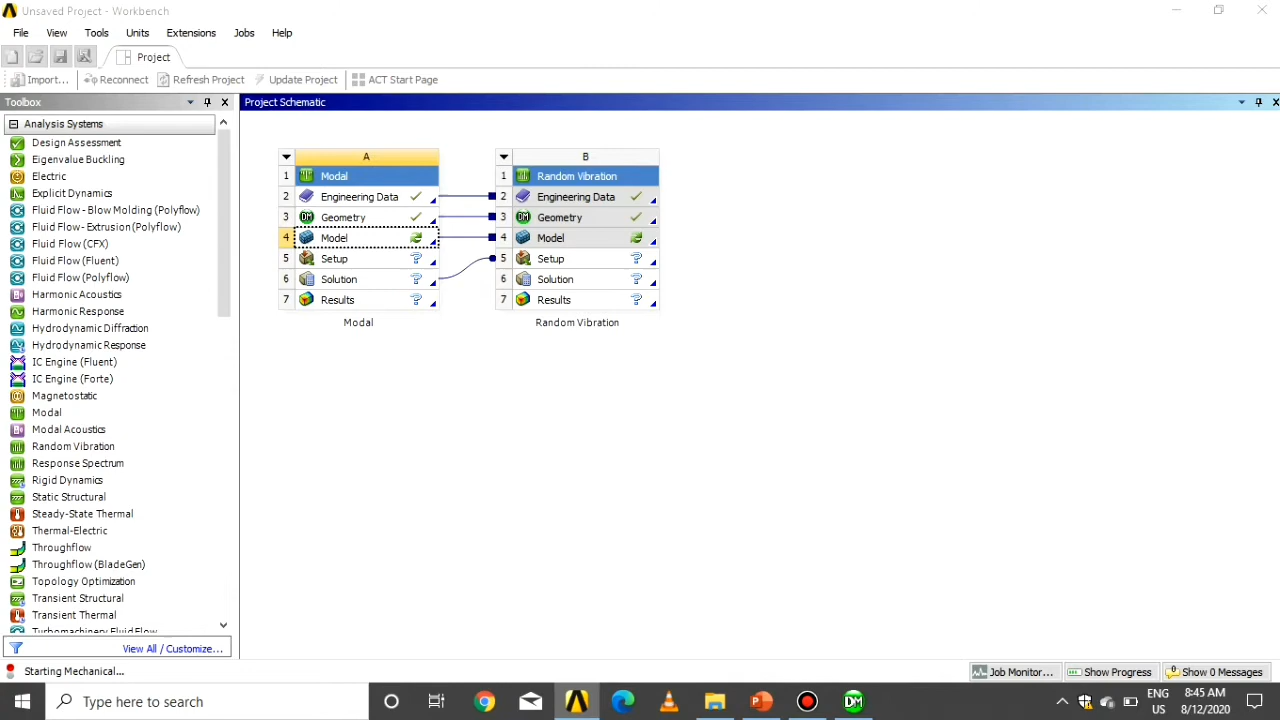 Unsaved Project - Workbench
File View Tools Units Extensions Jobs Help
Project
Import... Reconnect Refresh Project Update Project ACT Start Page
Toolbox
Analysis Systems
Design Assessment
Eigenvalue Buckling
Electric
Explicit Dynamics
Fluid Flow - Blow Molding (Polyflow)
Fluid Flow - Extrusion (Polyflow)
Fluid Flow (CFX)
Fluid Flow (Fluent)
Fluid Flow (Polyflow)
Harmonic Acoustics
Harmonic Response
Hydrodynamic Diffraction
Hydrodynamic Response
IC Engine (Fluent)
IC Engine (Forte)
Magnetostatic
Modal
Modal Acoustics
Random Vibration
Response Spectrum
Rigid Dynamics
Static Structural
Steady-State Thermal
Thermal-Electric
Throughflow
Throughflow (BladeGen)
Topology Optimization
Transient Structural
Transient Thermal
Turbomachinery Fluid Flow
View All / Customize...
Project Schematic
A
1 Modal
2 Engineering Data
3 DM Geometry
4 Model
5 Setup ?
6 Solution ?
7 Results ?
Modal
B
1 Random Vibration
2 Engineering Data
3 DM Geometry
4 Model
5 Setup ?
6 Solution ?
7 Results ?
Random Vibration
Starting Mechanical...
Job Monitor... Show Progress Show 0 Messages
Type here to search
DM
ENG
US
8:45 AM
8/12/2020